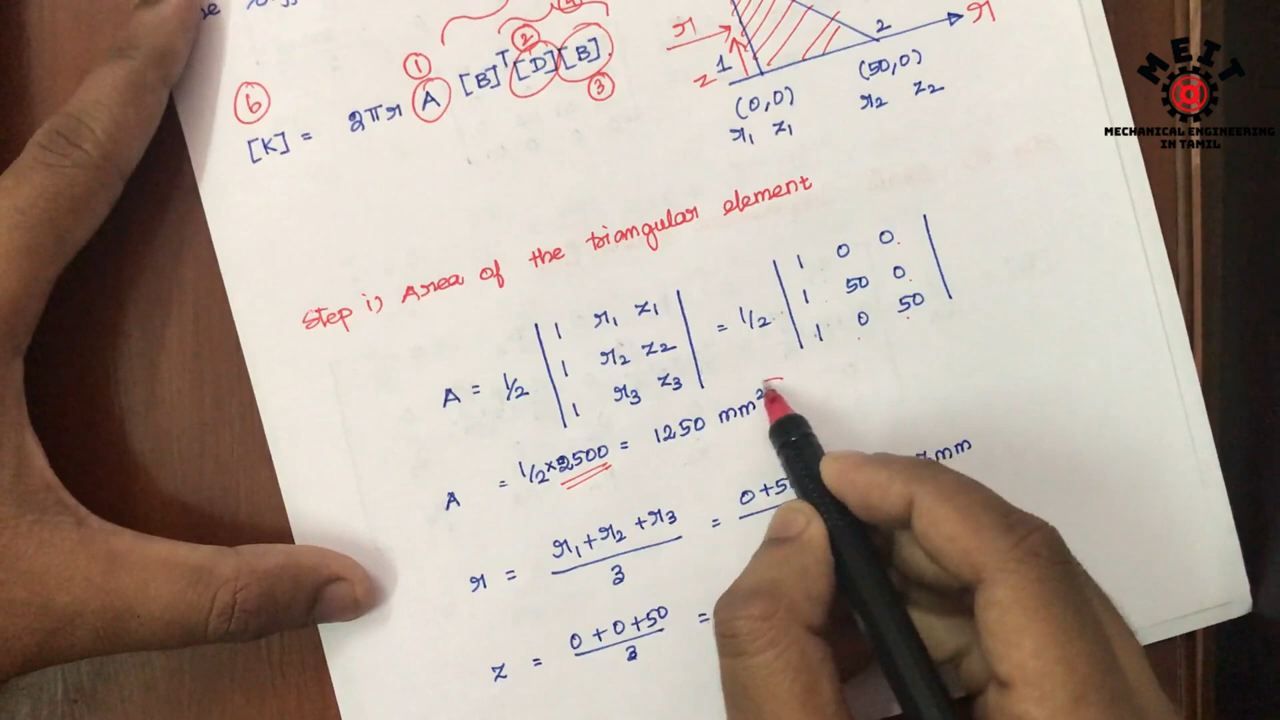 6 [K] = 2πr A [B]ᵀ [D] [B]
1 2 3
r
z
1
2
r
(0,0)
r₁ z₁
(50,0)
r₂ z₂
MEIT
MECHANICAL ENGINEERING
IN TAMIL
Step i, Area of the triangular element
A = 1/2 | 1 r₁ z₁ | = 1/2 | 1 0 0 |
| 1 r₂ z₂ | | 1 50 0 |
| 1 r₃ z₃ | | 1 0 50 |
A = 1/2 × 2500 = 1250 mm²
r = r₁+r₂+r₃ / 3 = 0+5 mm
z = 0+0+50 / 3 =